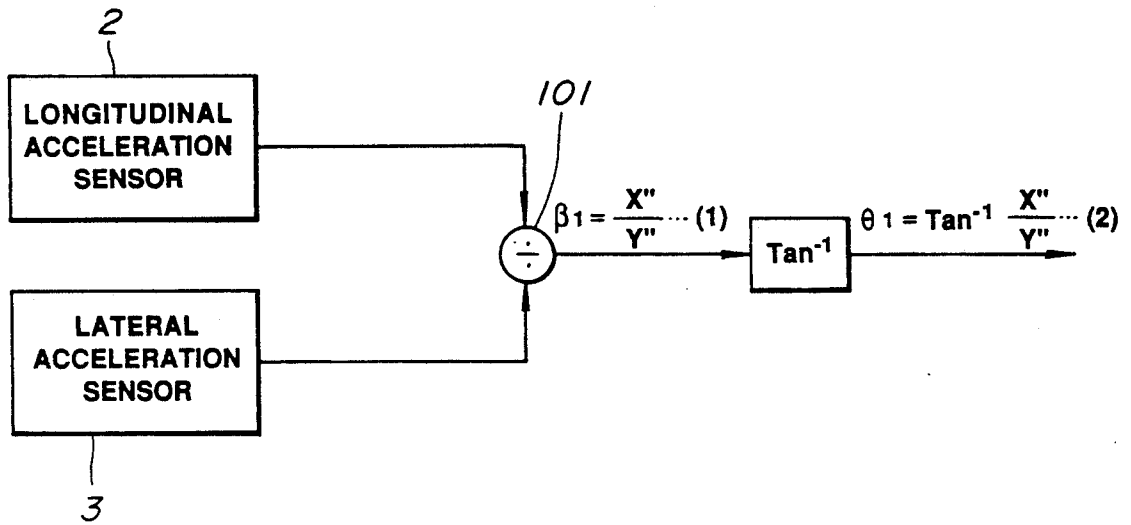 2
LONGITUDINAL
ACCELERATION
SENSOR
101
÷
β1 = X"/Y" ··· (1)
Tan⁻¹
θ1 = Tan⁻¹ X"/Y" ··· (2)
LATERAL
ACCELERATION
SENSOR
3